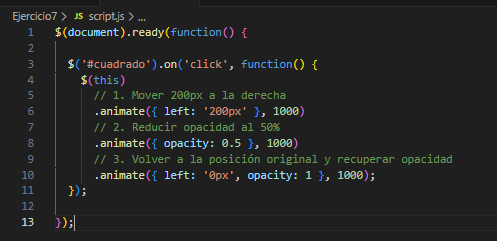 Ejercicio7 > JS script.js > ...
1 $(document).ready(function() {
2
3 $('#cuadrado').on('click', function() {
4 $(this)
5 // 1. Mover 200px a la derecha
6 .animate({ left: '200px' }, 1000)
7 // 2. Reducir opacidad al 50%
8 .animate({ opacity: 0.5 }, 1000)
9 // 3. Volver a la posición original y recuperar opacidad
10 .animate({ left: '0px', opacity: 1 }, 1000);
11 });
12
13 });